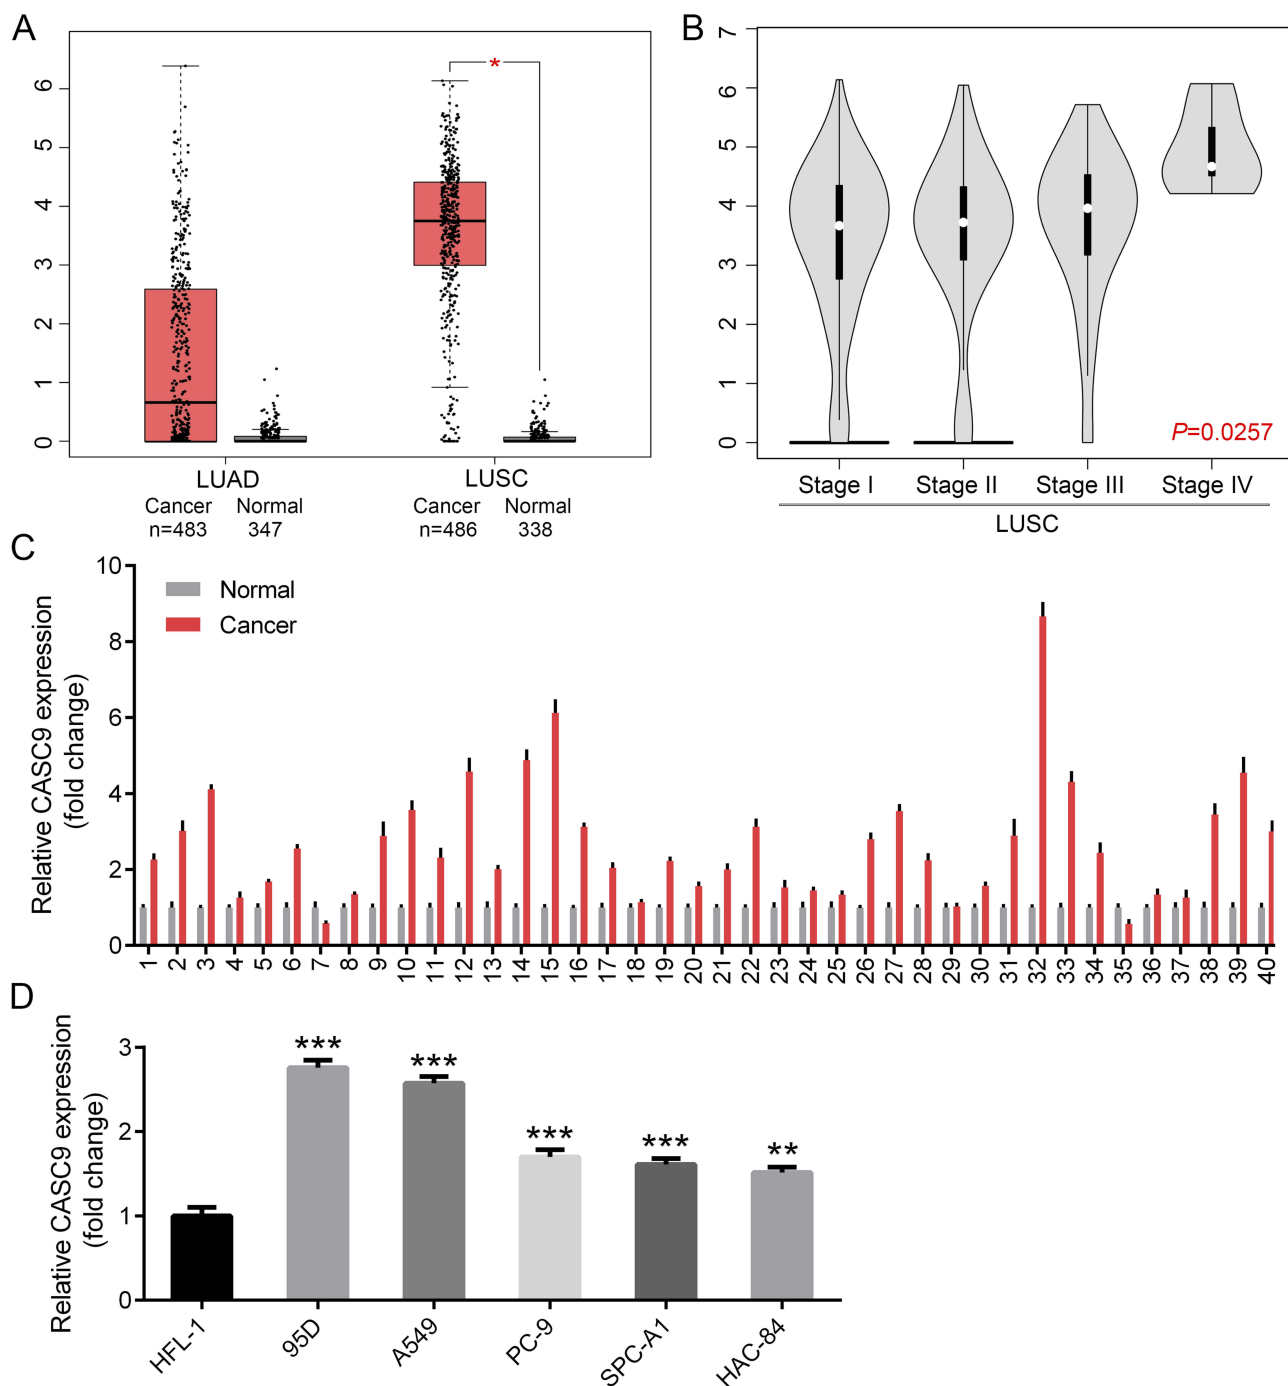 A
6
5
4
3
2
1
0
*
LUAD
LUSC
Cancer Normal
n=483 347
Cancer Normal
n=486 338
B
7
6
5
4
3
2
1
0
P=0.0257
Stage I Stage II Stage III Stage IV
LUSC
C
Relative CASC9 expression
(fold change)
10
8
6
4
2
0
Normal
Cancer
1 2 3 4 5 6 7 8 9 10 11 12 13 14 15 16 17 18 19 20 21 22 23 24 25 26 27 28 29 30 31 32 33 34 35 36 37 38 39 40
D
Relative CASC9 expression
(fold change)
3
2
1
0
*** *** *** *** **
HFL-1 95D A549 PC-9 SPC-A1 HAC-84